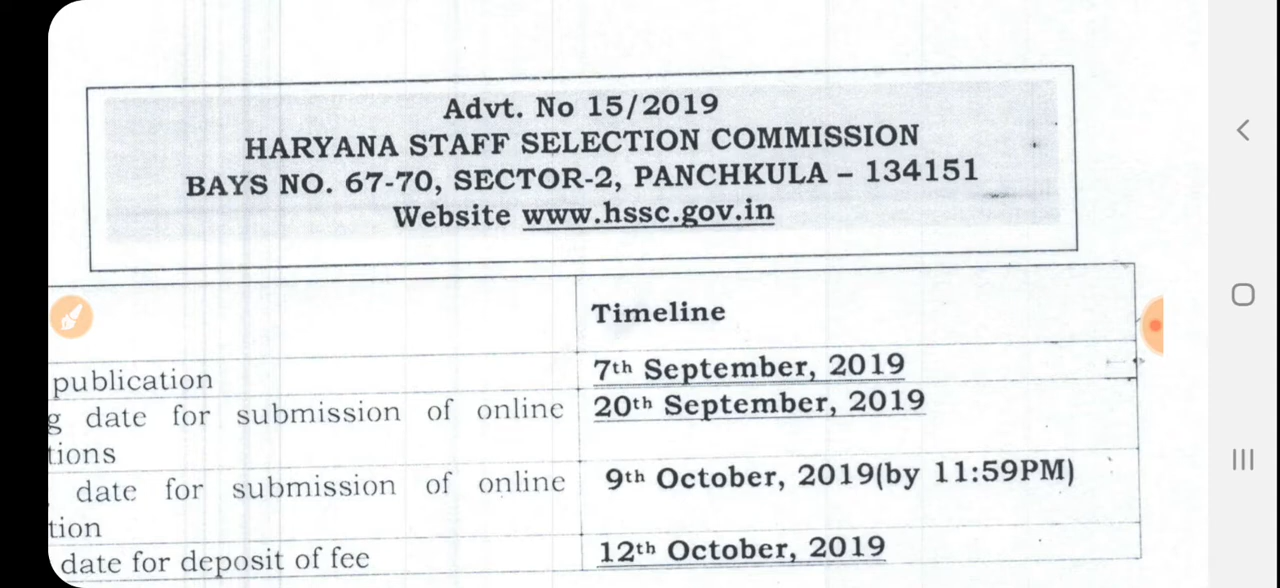 Advt. No 15/2019
HARYANA STAFF SELECTION COMMISSION
BAYS NO. 67-70, SECTOR-2, PANCHKULA – 134151
Website www.hssc.gov.in
Timeline
publication 7th September, 2019
g date for submission of online 20th September, 2019
tions
date for submission of online 9th October, 2019(by 11:59PM)
tion
date for deposit of fee 12th October, 2019